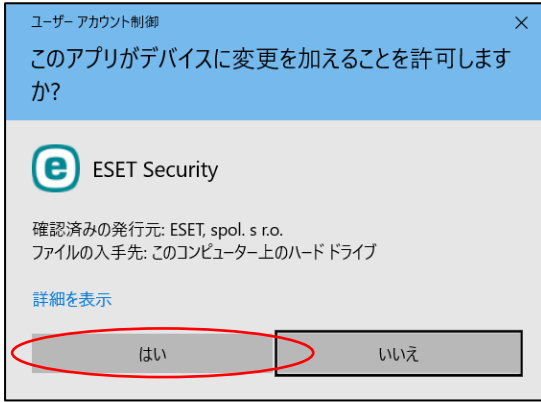 ユーザー アカウント制御
このアプリがデバイスに変更を加えることを許可します
か?
e
ESET Security
確認済みの発行元: ESET, spol. s r.o.
ファイルの入手先: このコンピューター上のハード ドライブ
詳細を表示
はい
いいえ